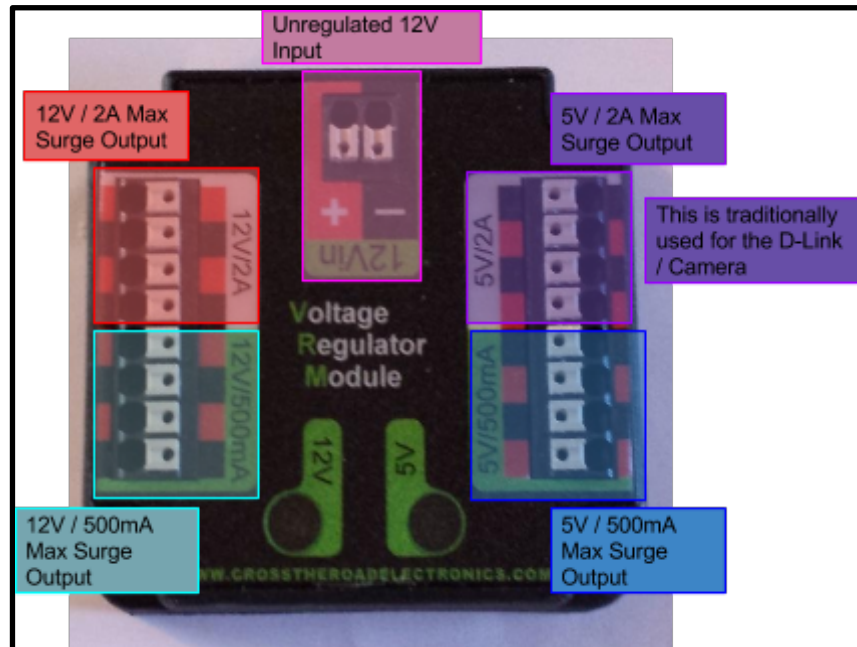 Unregulated 12V
Input
12V / 2A Max
Surge Output
5V / 2A Max
Surge Output
This is traditionally
used for the D-Link
/ Camera
+ −
12Vin
12V/2A
5V/2A
Voltage
Regulator
Module
12V/500mA
5V/500mA
12V
5V
12V / 500mA
Max Surge
Output
5V / 500mA
Max Surge
Output
WWW.CROSSTHEROADELECTRONICS.COM